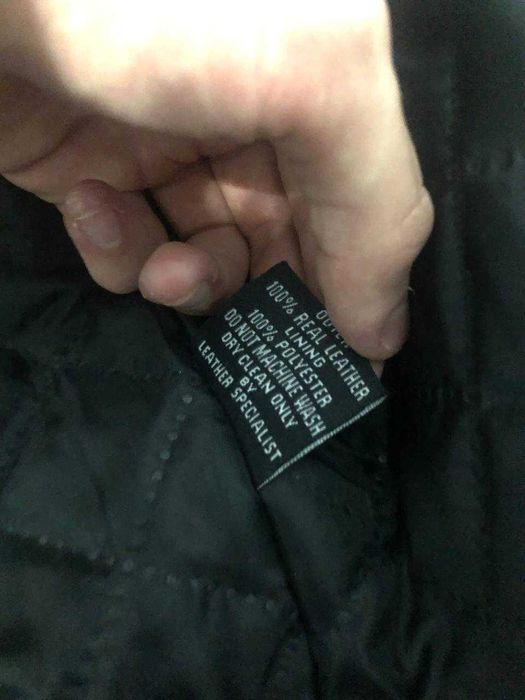 100% REAL LEATHER
LINING
100% POLYESTER
DO NOT MACHINE WASH
DRY CLEAN ONLY
BY
LEATHER SPECIALIST